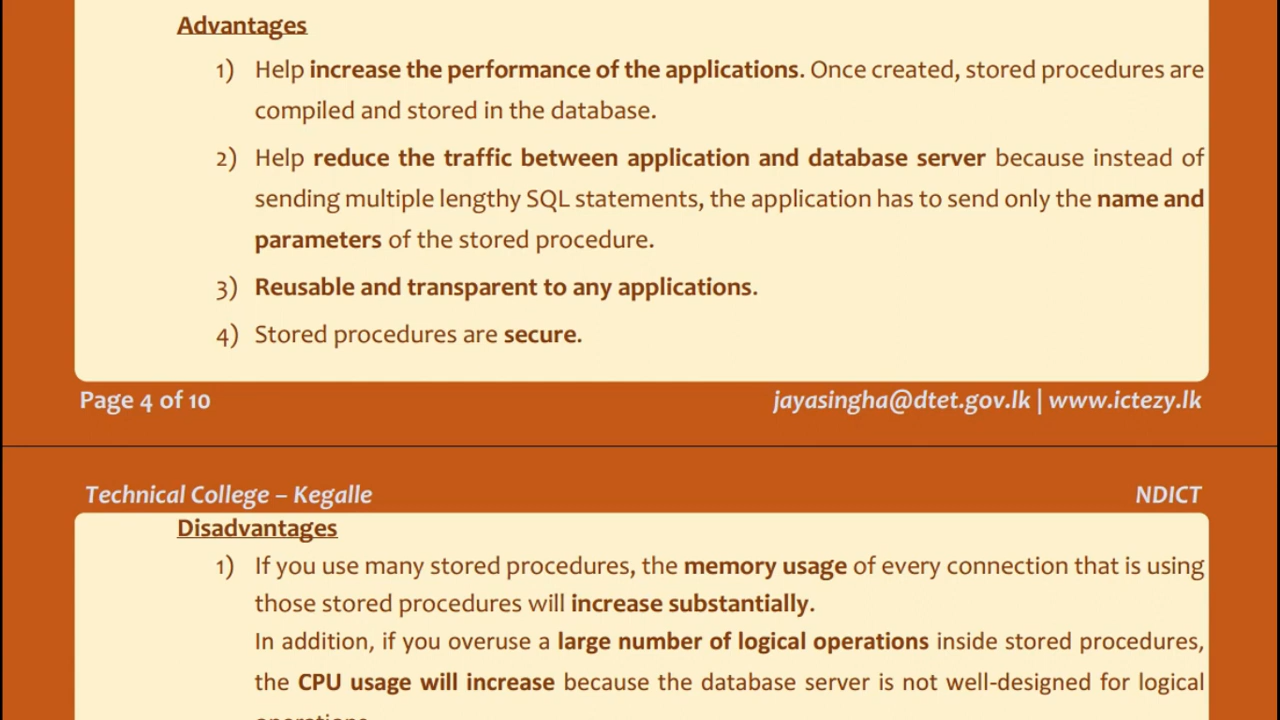 Advantages
1) Help increase the performance of the applications. Once created, stored procedures are
compiled and stored in the database.
2) Help reduce the traffic between application and database server because instead of
sending multiple lengthy SQL statements, the application has to send only the name and
parameters of the stored procedure.
3) Reusable and transparent to any applications.
4) Stored procedures are secure.
Page 4 of 10 jayasingha@dtet.gov.lk | www.ictezy.lk
Technical College – Kegalle NDICT
Disadvantages
1) If you use many stored procedures, the memory usage of every connection that is using
those stored procedures will increase substantially.
In addition, if you overuse a large number of logical operations inside stored procedures,
the CPU usage will increase because the database server is not well-designed for logical